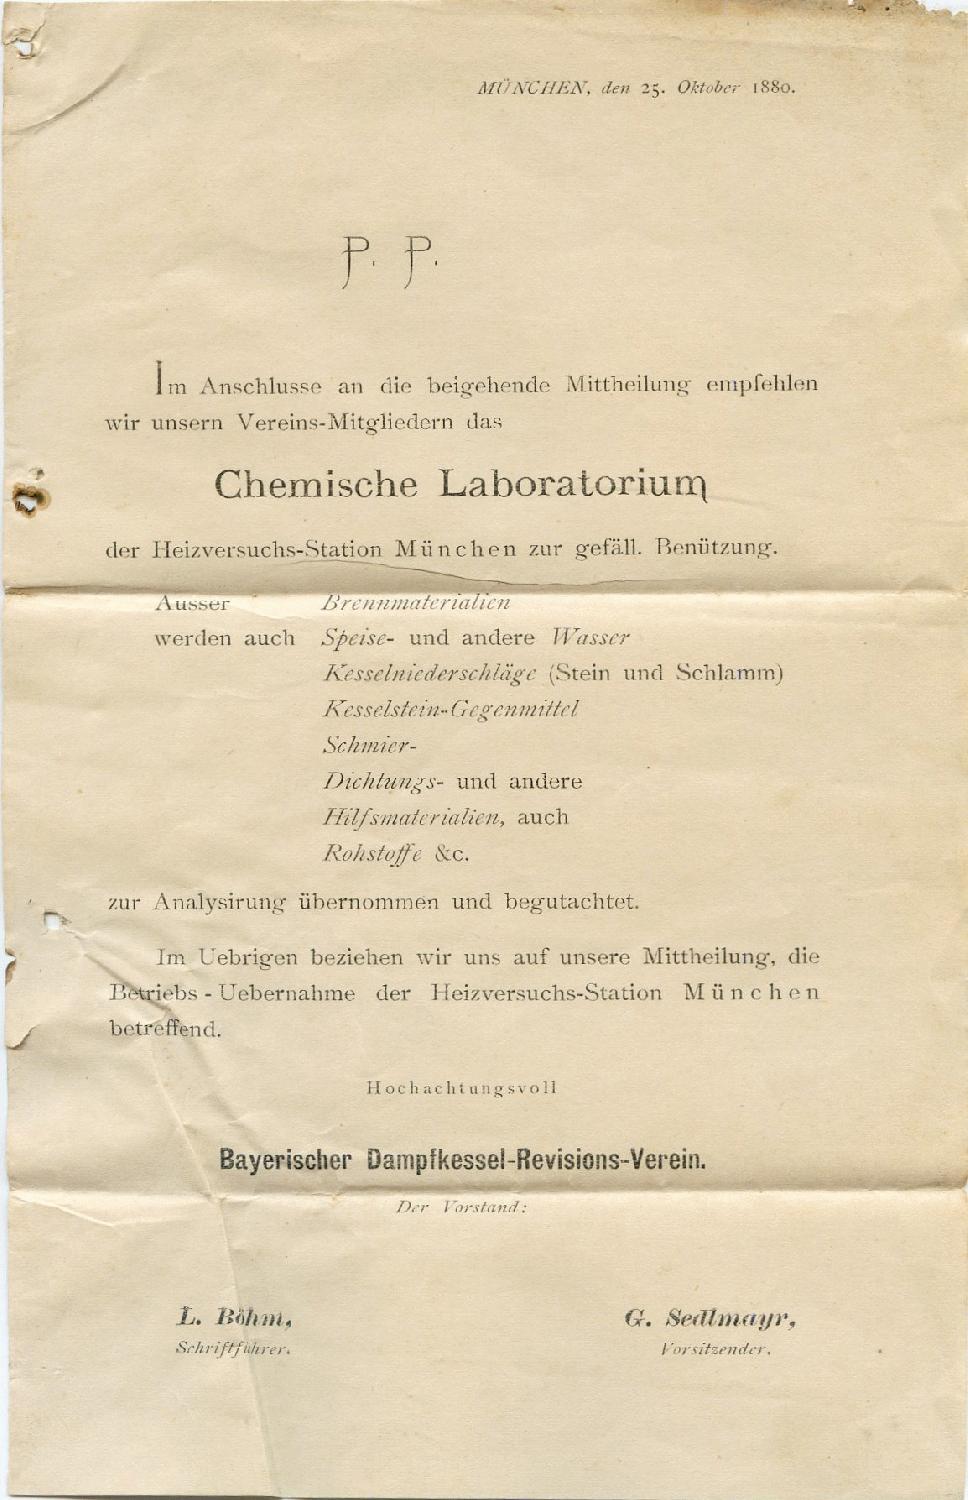 MÜNCHEN, den 25. Oktober 1880.
P. P.
Im Anschlusse an die beigehende Mittheilung empfehlen
wir unsern Vereins-Mitgliedern das
Chemische Laboratorium
der Heizversuchs-Station München zur gefäll. Benützung.
Ausser Brennmaterialien
werden auch Speise- und andere Wasser
Kesselniederschläge (Stein und Schlamm)
Kesselstein-Gegenmittel
Schmier-
Dichtungs- und andere
Hilfsmaterialien, auch
Rohstoffe &c.
zur Analysirung übernommen und begutachtet.
Im Uebrigen beziehen wir uns auf unsere Mittheilung, die
Betriebs-Uebernahme der Heizversuchs-Station München
betreffend.
Hochachtungsvoll
Bayerischer Dampfkessel-Revisions-Verein.
Der Vorstand:
L. Böhm, G. Sedlmayr,
Schriftführer. Vorsitzender.